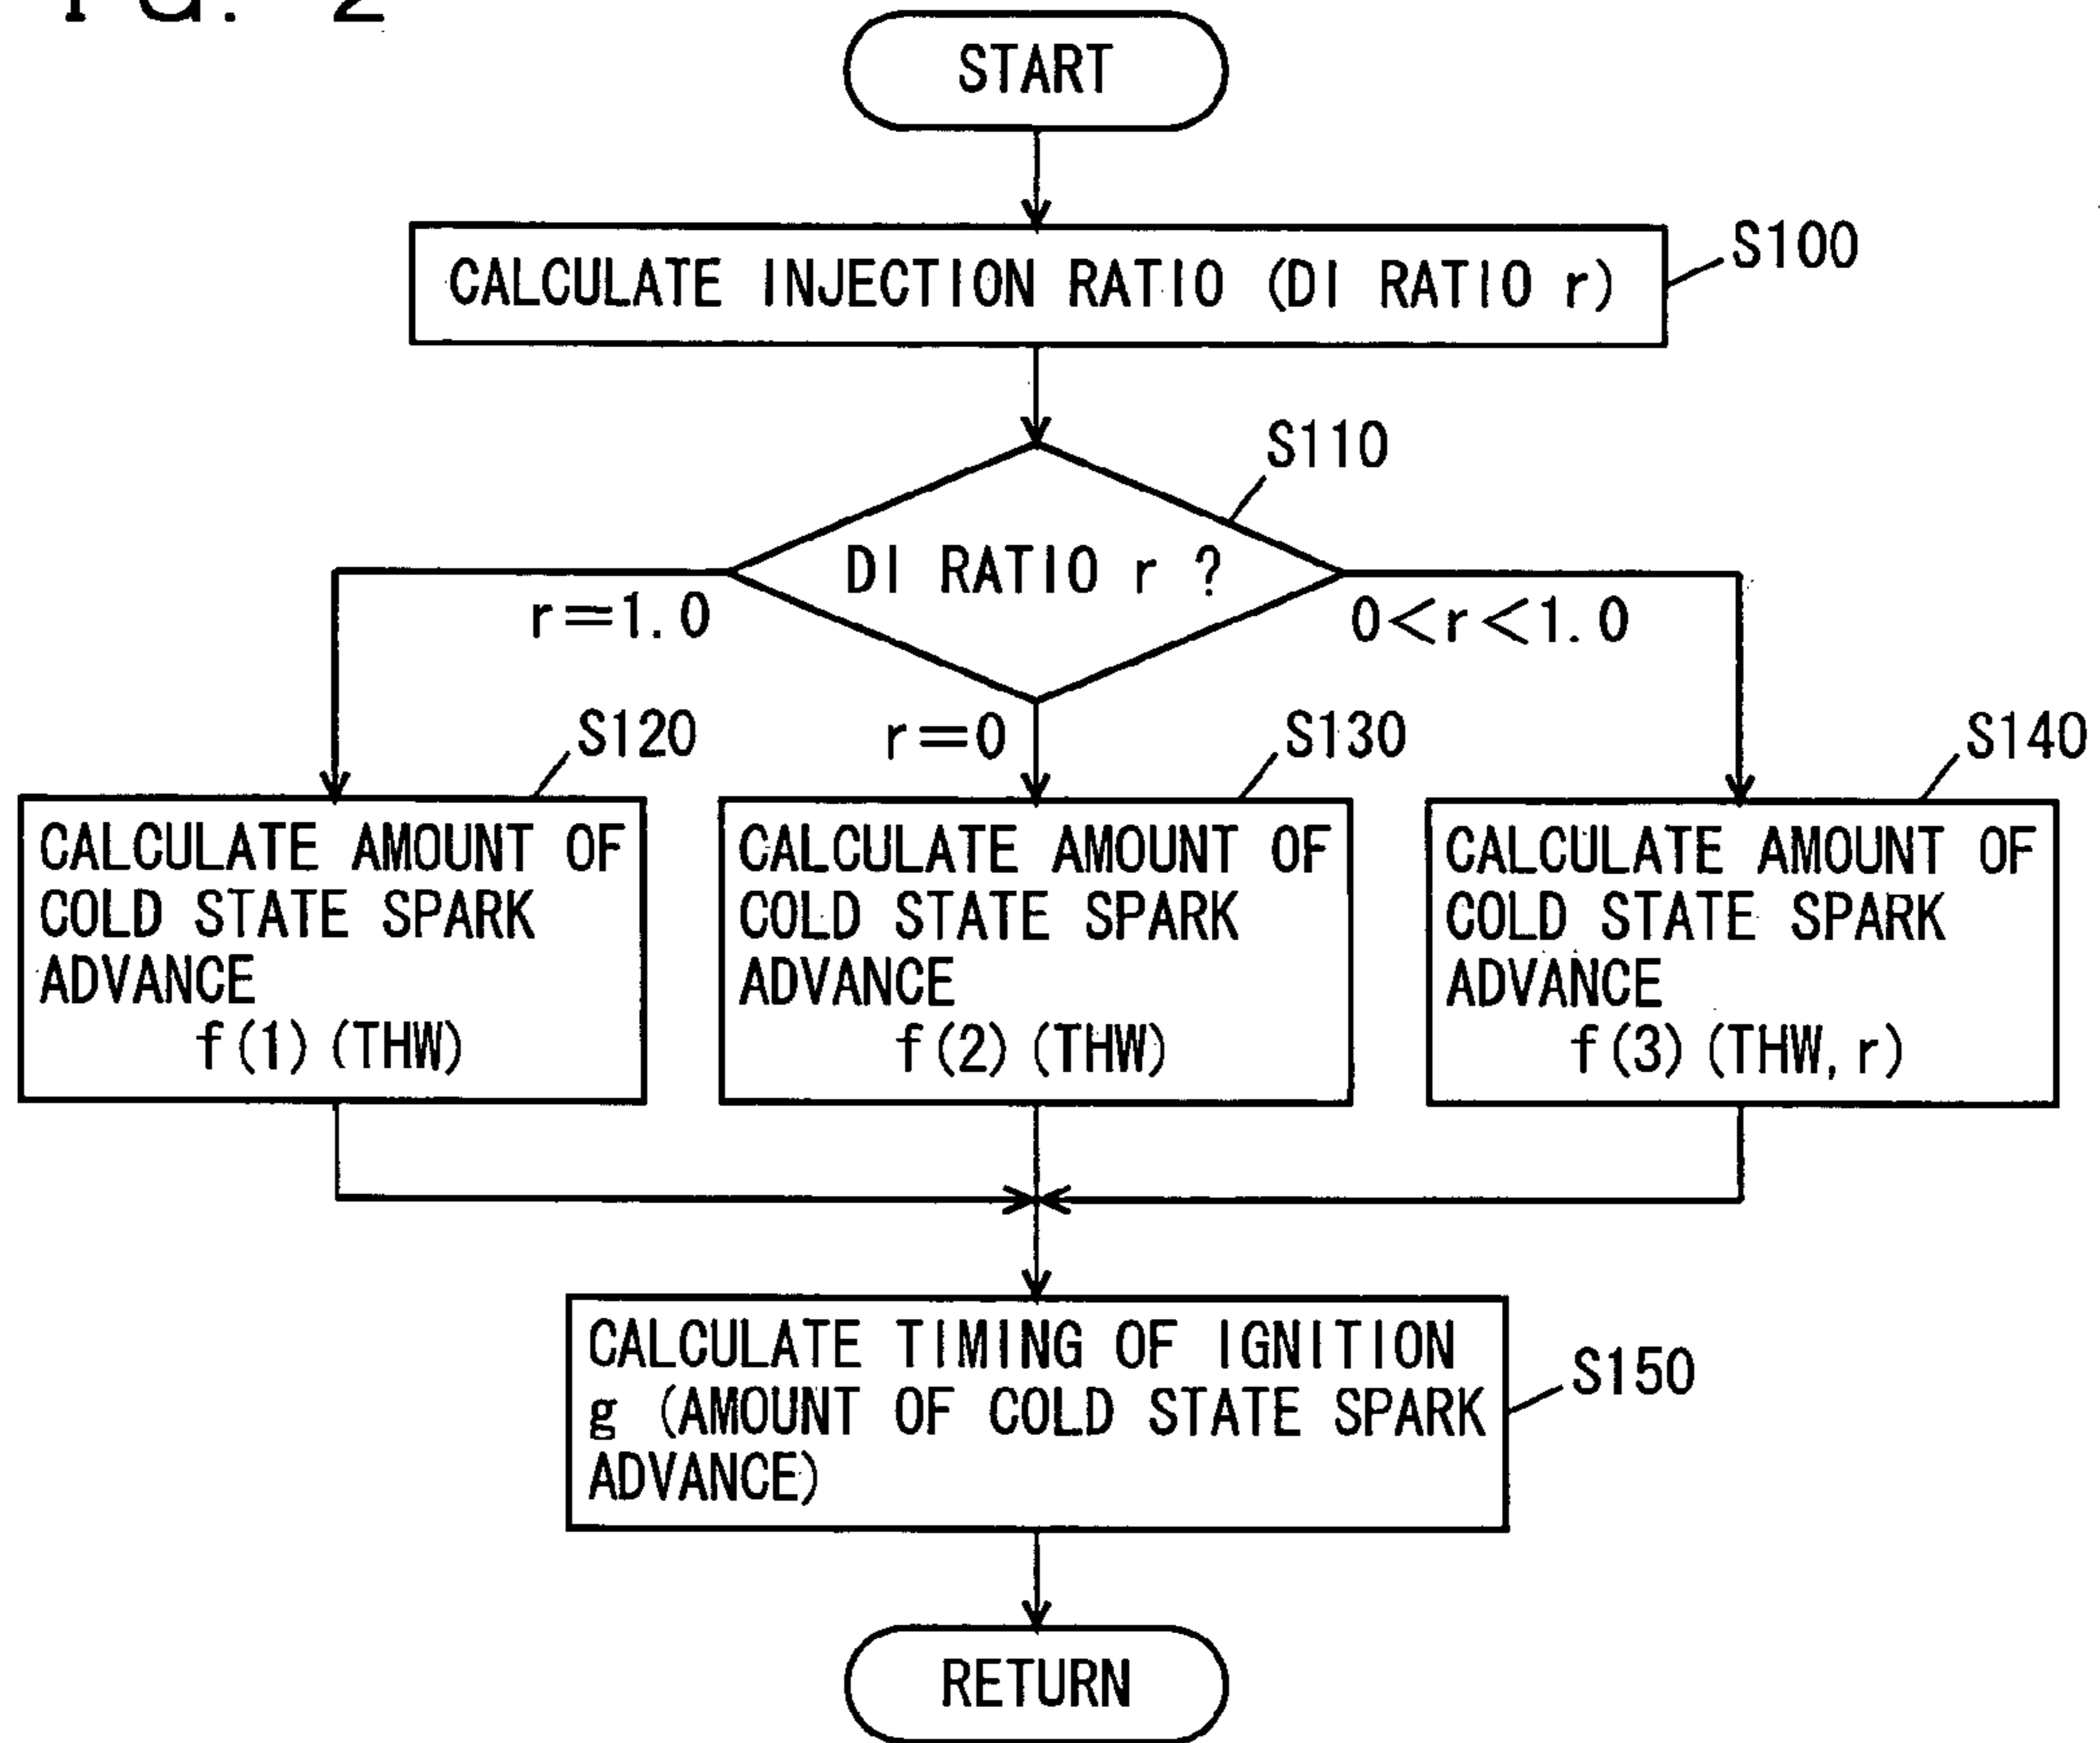 FG. 2
START
CALCULATE INJECTION RATIO (DI RATIO r)
S100
S110
DI RATIO r ?
r=1.0
0<r<1.0
r=0
S120
S130
S140
CALCULATE AMOUNT OF
COLD STATE SPARK
ADVANCE
f(1) (THW)
CALCULATE AMOUNT OF
COLD STATE SPARK
ADVANCE
f(2) (THW)
CALCULATE AMOUNT OF
COLD STATE SPARK
ADVANCE
f(3) (THW, r)
CALCULATE TIMING OF IGNITION
g (AMOUNT OF COLD STATE SPARK
ADVANCE)
S150
RETURN